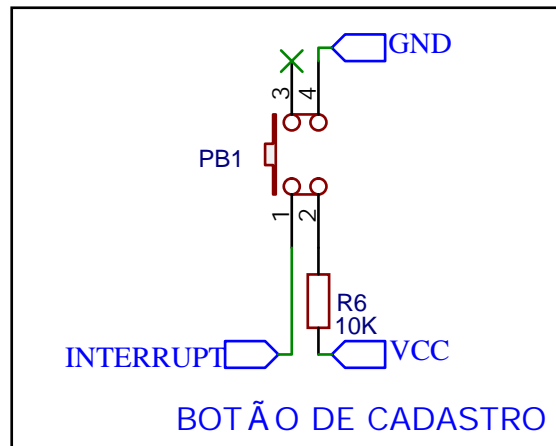 GND
3 4
PB1
1 2
R6
10K
INTERRUPT
VCC
BOTÃO DE CADASTRO